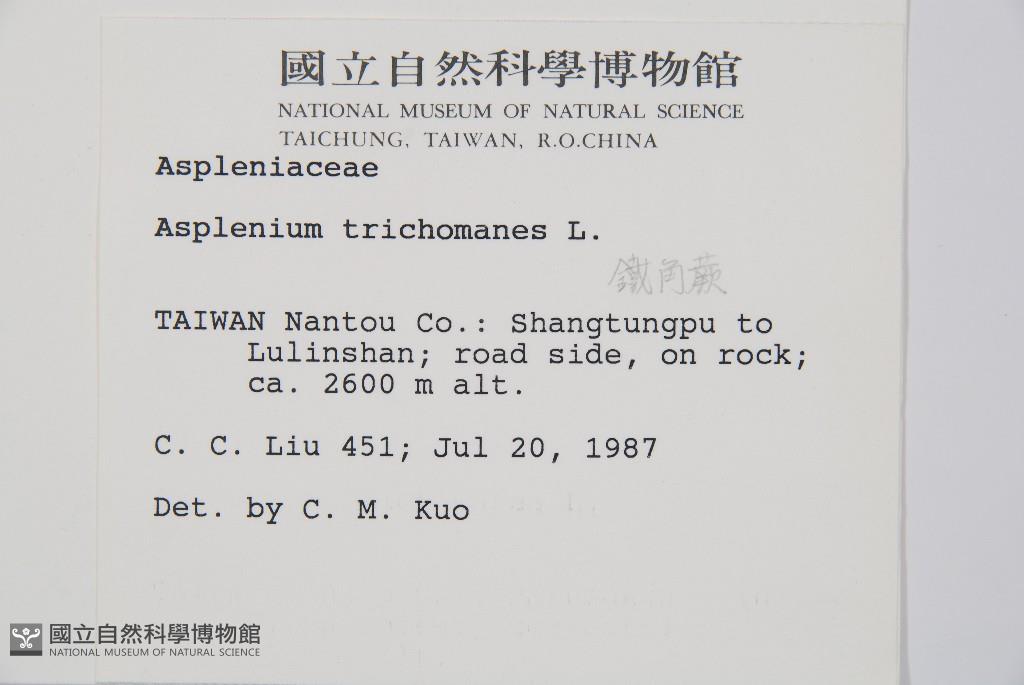 國立自然科學博物館
NATIONAL MUSEUM OF NATURAL SCIENCE
TAICHUNG, TAIWAN, R.O.CHINA
Aspleniaceae
Asplenium trichomanes L.
鐵角蕨
TAIWAN Nantou Co.: Shangtungpu to
Lulinshan; road side, on rock;
ca. 2600 m alt.
C. C. Liu 451; Jul 20, 1987
Det. by C. M. Kuo
國立自然科學博物館
NATIONAL MUSEUM OF NATURAL SCIENCE